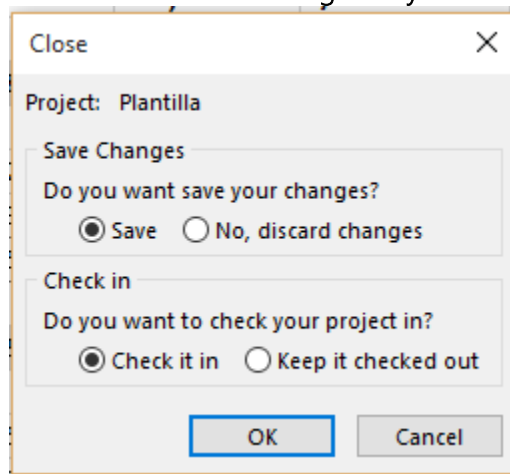 Close
Project: Plantilla
Save Changes
Do you want save your changes?
Save No, discard changes
Check in
Do you want to check your project in?
Check it in Keep it checked out
OK Cancel